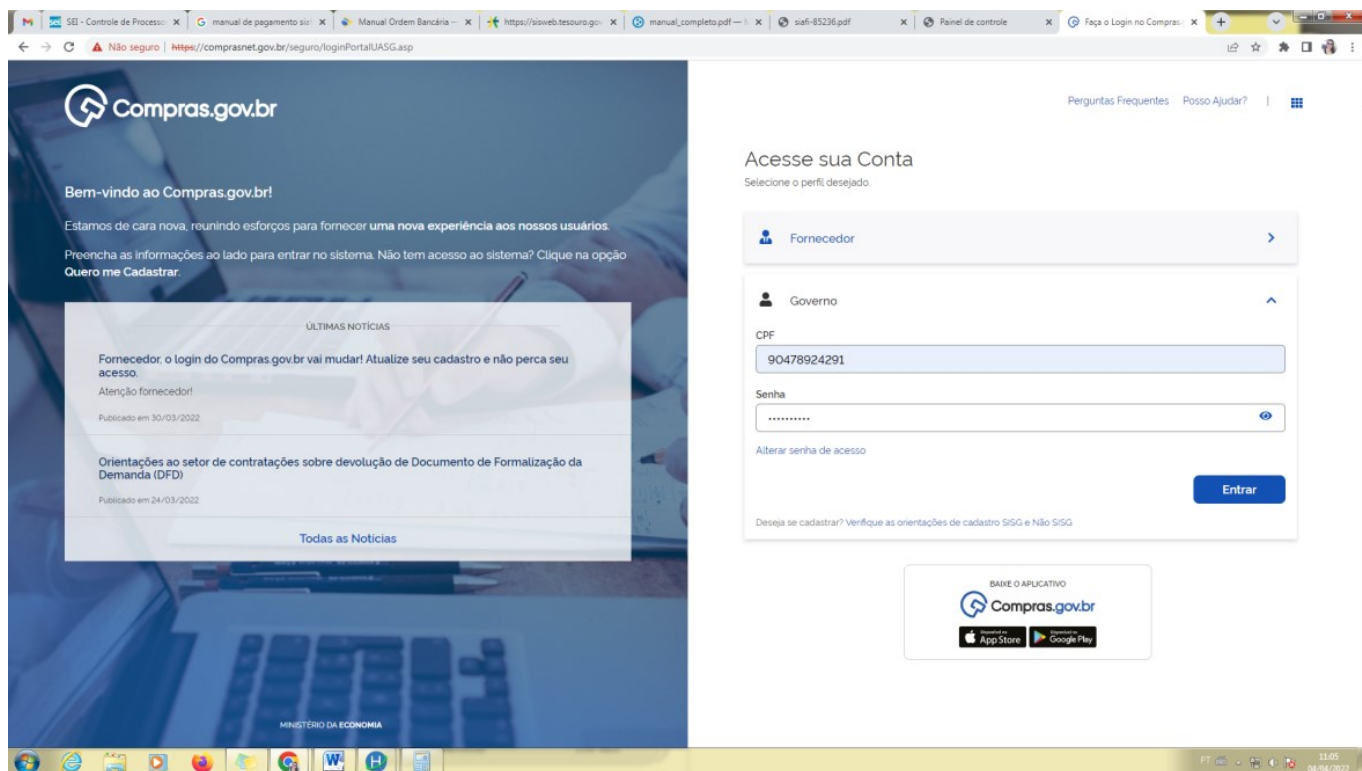 SEI - Controle de Processo
manual de pagamento siaf
Manual Ordem Bancária —
https://sisweb.tesouro.gov
manual_completo.pdf —
siafi-85236.pdf
Painel de controle
Faça o Login no Compras.
Não seguro | https://comprasnet.gov.br/seguro/loginPortalUASG.asp
Compras.gov.br
Perguntas Frequentes Posso Ajudar? |
Acesse sua Conta
Selecione o perfil desejado.
Bem-vindo ao Compras.gov.br!
Estamos de cara nova, reunindo esforços para fornecer uma nova experiência aos nossos usuários.
Preencha as informações ao lado para entrar no sistema. Não tem acesso ao sistema? Clique na opção
Quero me Cadastrar.
ÚLTIMAS NOTÍCIAS
Fornecedor, o login do Compras.gov.br vai mudar! Atualize seu cadastro e não perca seu
acesso.
Atenção fornecedor!
Publicado em 30/03/2022
Orientações ao setor de contratações sobre devolução de Documento de Formalização da
Demanda (DFD)
Publicado em 24/03/2022
Todas as Notícias
MINISTÉRIO DA ECONOMIA
Fornecedor
Governo
CPF
90478924291
Senha
..........
Alterar senha de acesso
Entrar
Deseja se cadastrar? Verifique as orientações de cadastro SISG e Não SISG
BAIXE O APLICATIVO
Compras.gov.br
App Store
Google Play
PT
11:05
04/04/2022